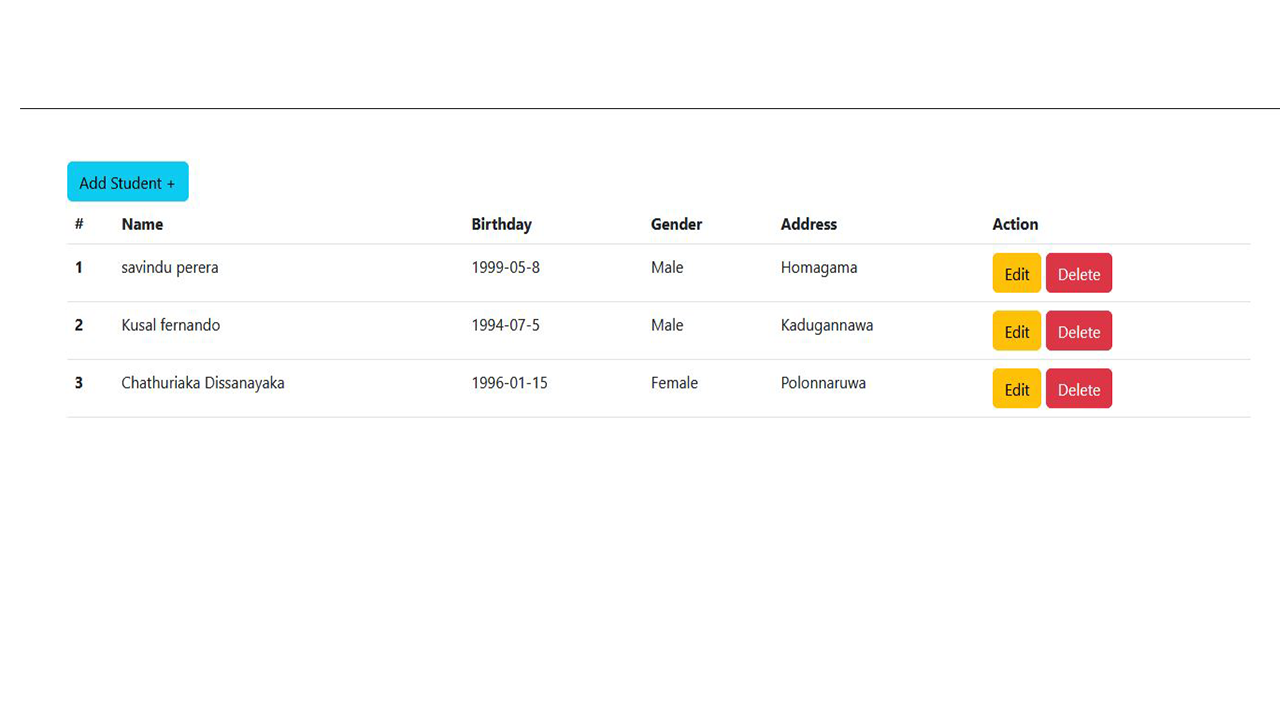 Add Student +
# Name Birthday Gender Address Action
1 savindu perera 1999-05-8 Male Homagama Edit Delete
2 Kusal fernando 1994-07-5 Male Kadugannawa Edit Delete
3 Chathuriaka Dissanayaka 1996-01-15 Female Polonnaruwa Edit Delete